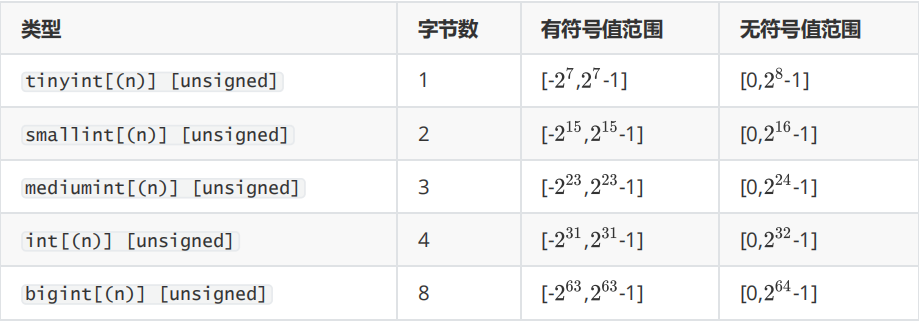 类型 字节数 有符号值范围 无符号值范围
tinyint[(n)] [unsigned] 1 [-2^7,2^7-1] [0,2^8-1]
smallint[(n)] [unsigned] 2 [-2^15,2^15-1] [0,2^16-1]
mediumint[(n)] [unsigned] 3 [-2^23,2^23-1] [0,2^24-1]
int[(n)] [unsigned] 4 [-2^31,2^31-1] [0,2^32-1]
bigint[(n)] [unsigned] 8 [-2^63,2^63-1] [0,2^64-1]